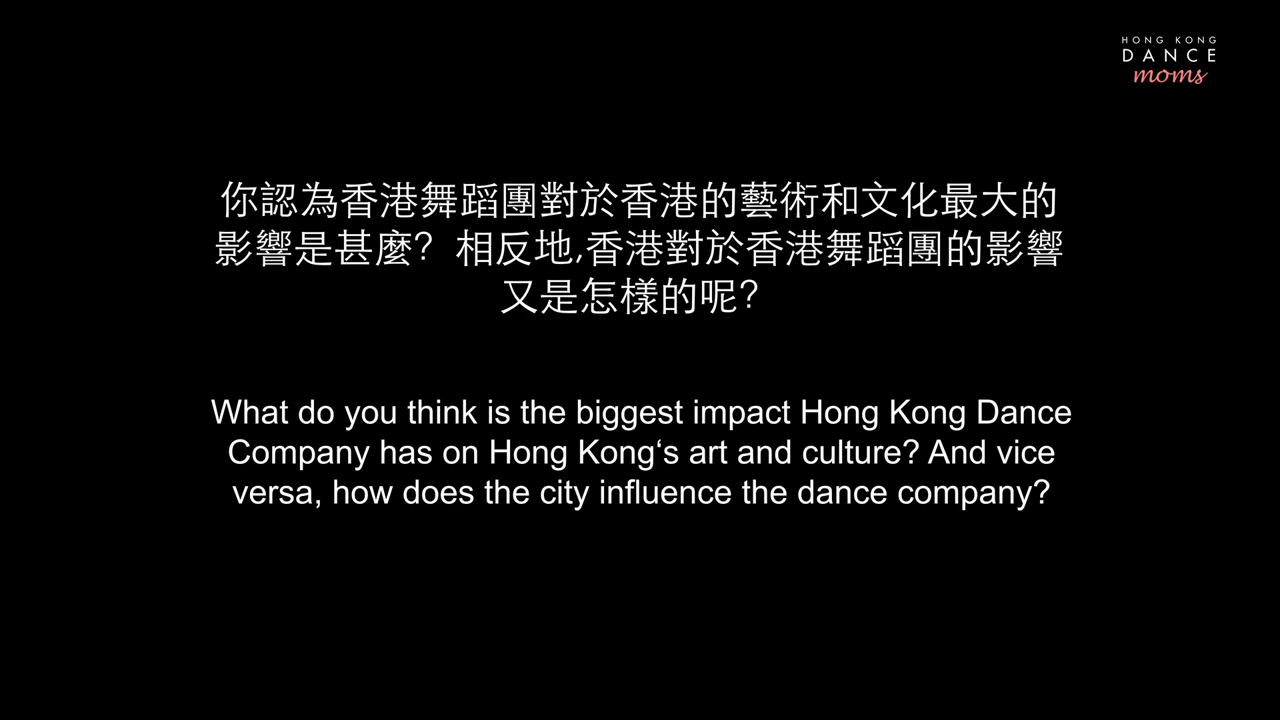 HONG KONG
DANCE
moms
你認為香港舞蹈團對於香港的藝術和文化最大的
影響是甚麼？ 相反地,香港對於香港舞蹈團的影響
又是怎樣的呢？
What do you think is the biggest impact Hong Kong Dance
Company has on Hong Kong‘s art and culture? And vice
versa, how does the city influence the dance company?